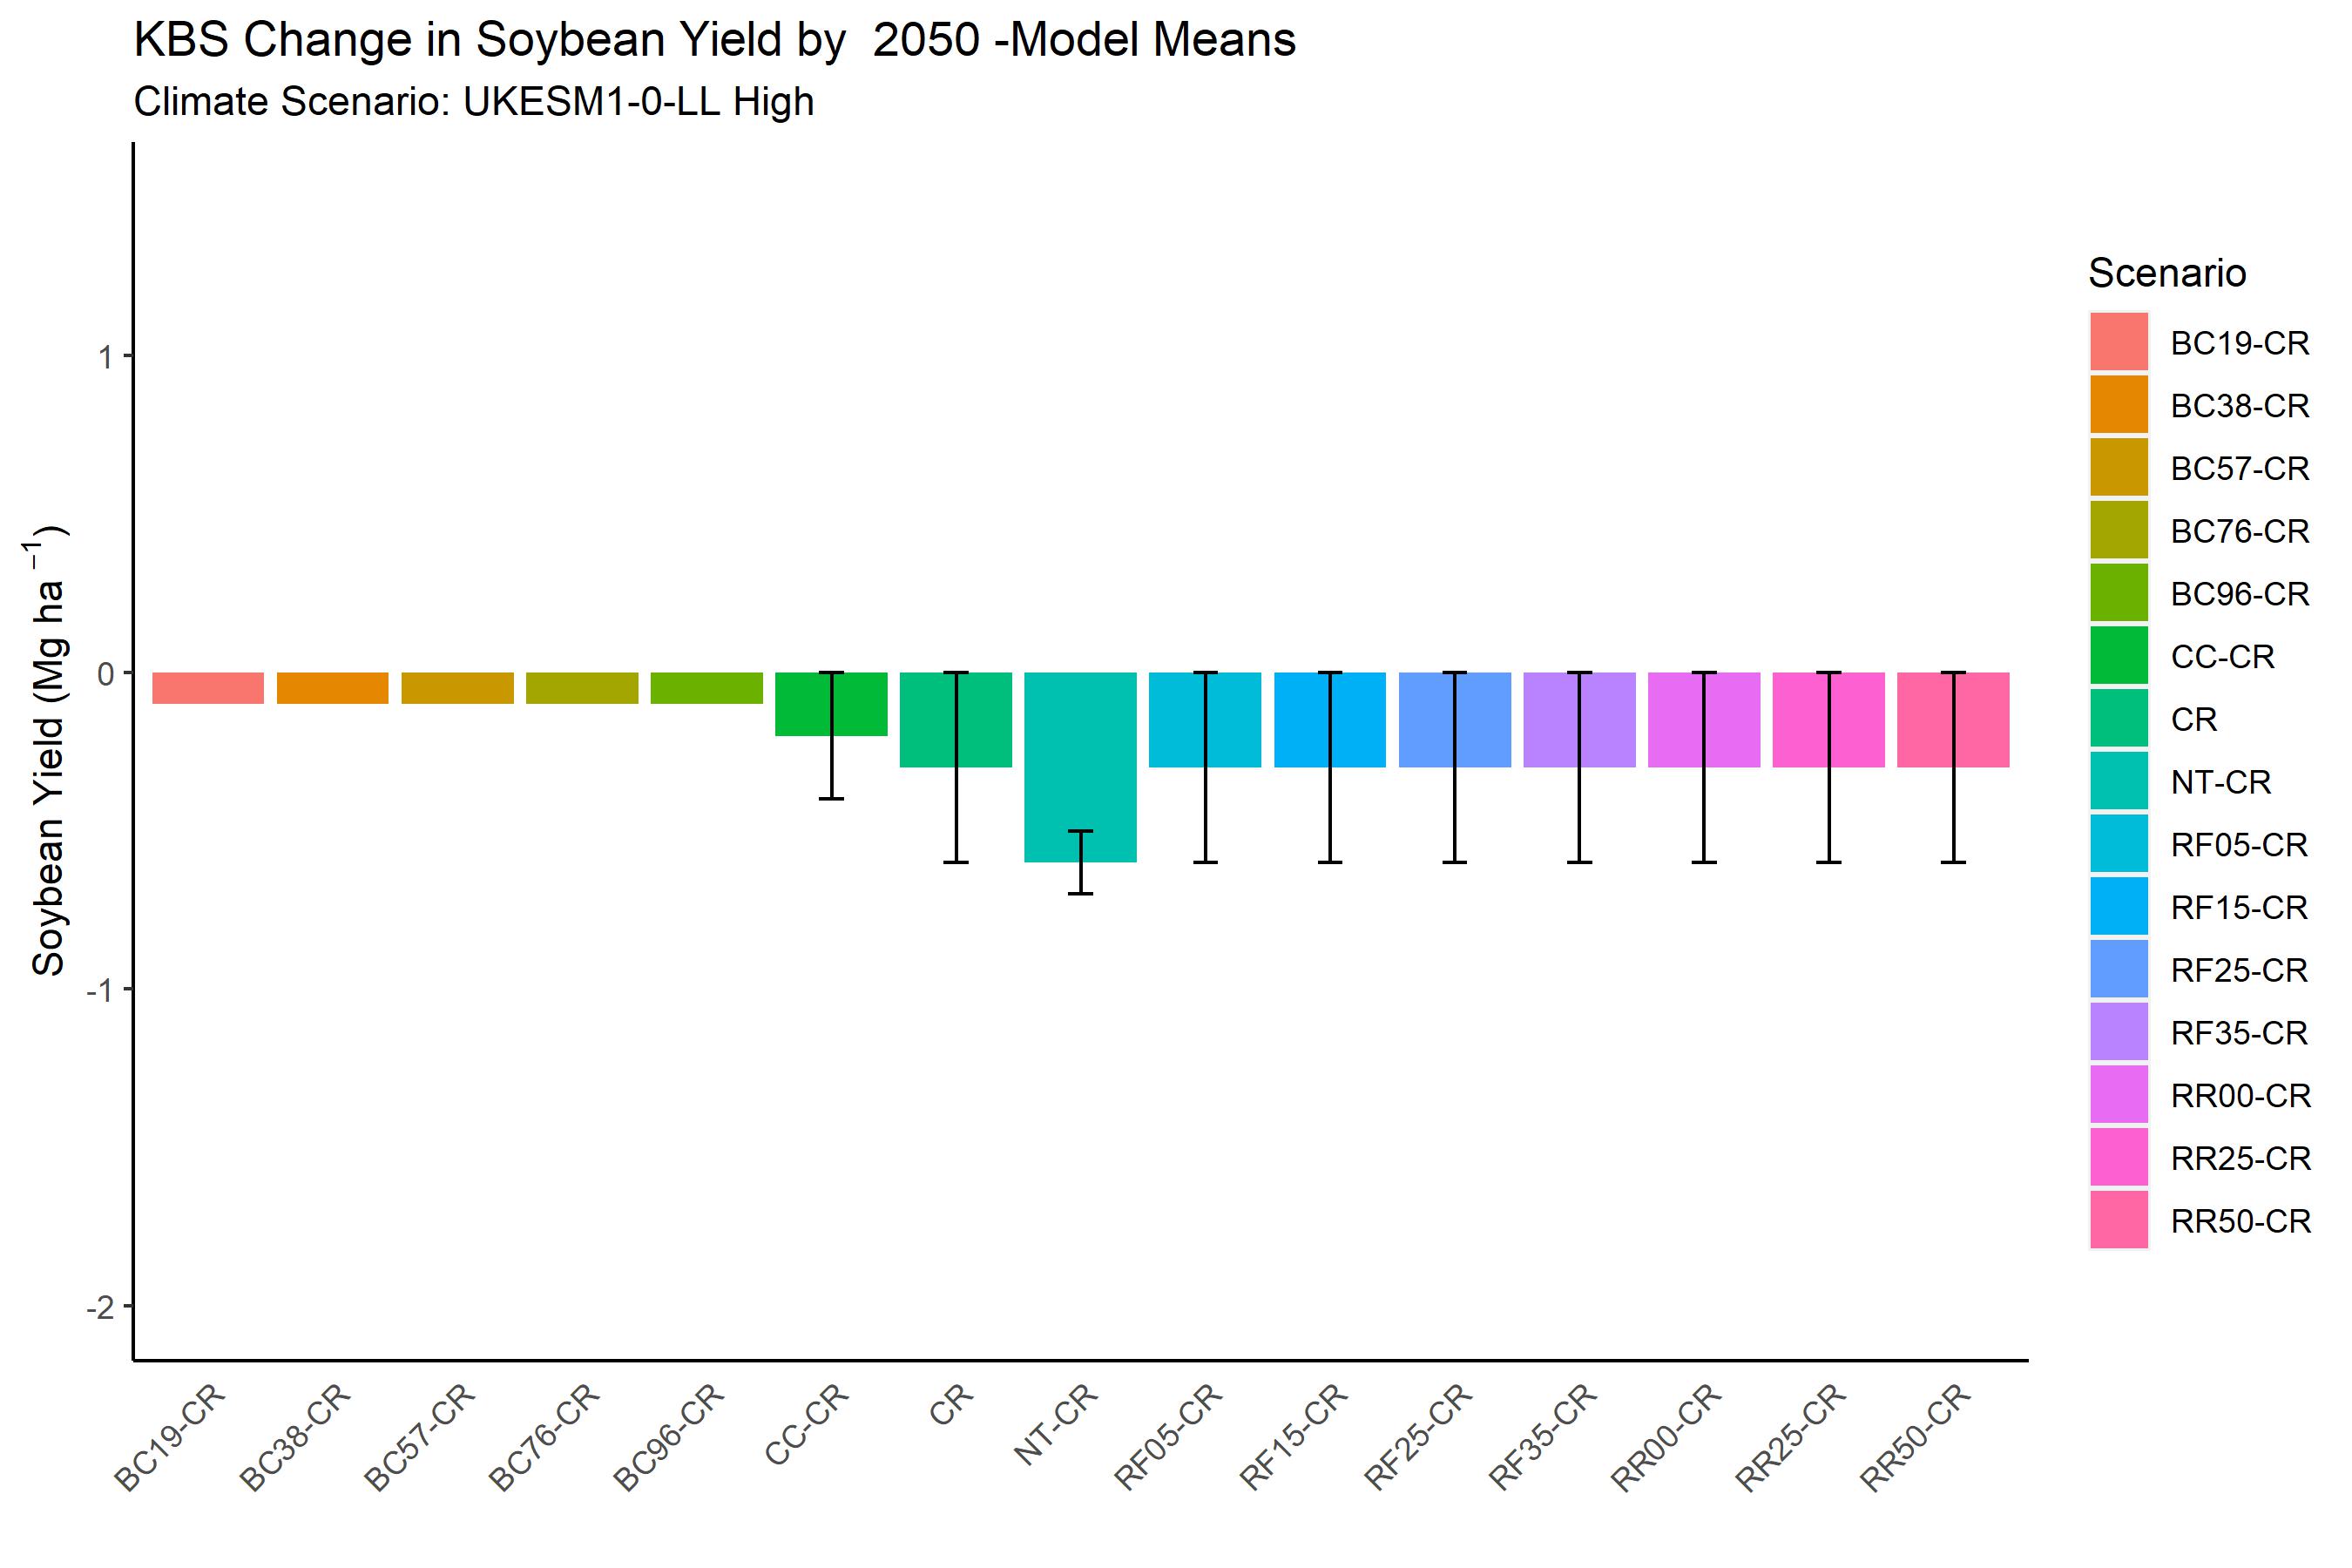 KBS Change in Soybean Yield by  2050 -Model Means
Climate Scenario: UKESM1-0-LL High
Soybean Yield (Mg ha −1)
1
0
-1
-2
BC19-CR
BC38-CR
BC57-CR
BC76-CR
BC96-CR
CC-CR
CR
NT-CR
RF05-CR
RF15-CR
RF25-CR
RF35-CR
RR00-CR
RR25-CR
RR50-CR
Scenario
BC19-CR
BC38-CR
BC57-CR
BC76-CR
BC96-CR
CC-CR
CR
NT-CR
RF05-CR
RF15-CR
RF25-CR
RF35-CR
RR00-CR
RR25-CR
RR50-CR